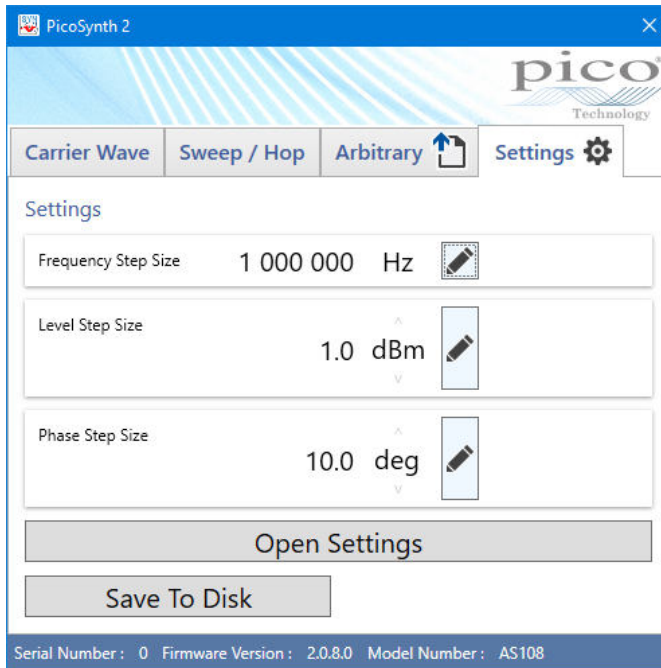 PicoSynth 2
pico
Technology
Carrier Wave Sweep / Hop Arbitrary Settings
Settings
Frequency Step Size 1 000 000 Hz
Level Step Size
1.0 dBm
Phase Step Size
10.0 deg
Open Settings
Save To Disk
Serial Number : 0 Firmware Version : 2.0.8.0 Model Number : AS108